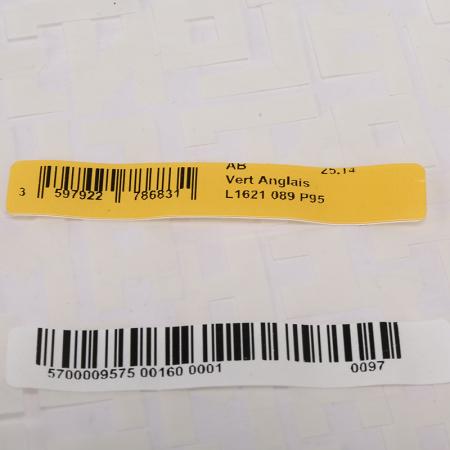 AB 25.14
Vert Anglais
L1621 089 P95
3 597922 786831
5700009575 00160 0001 0097